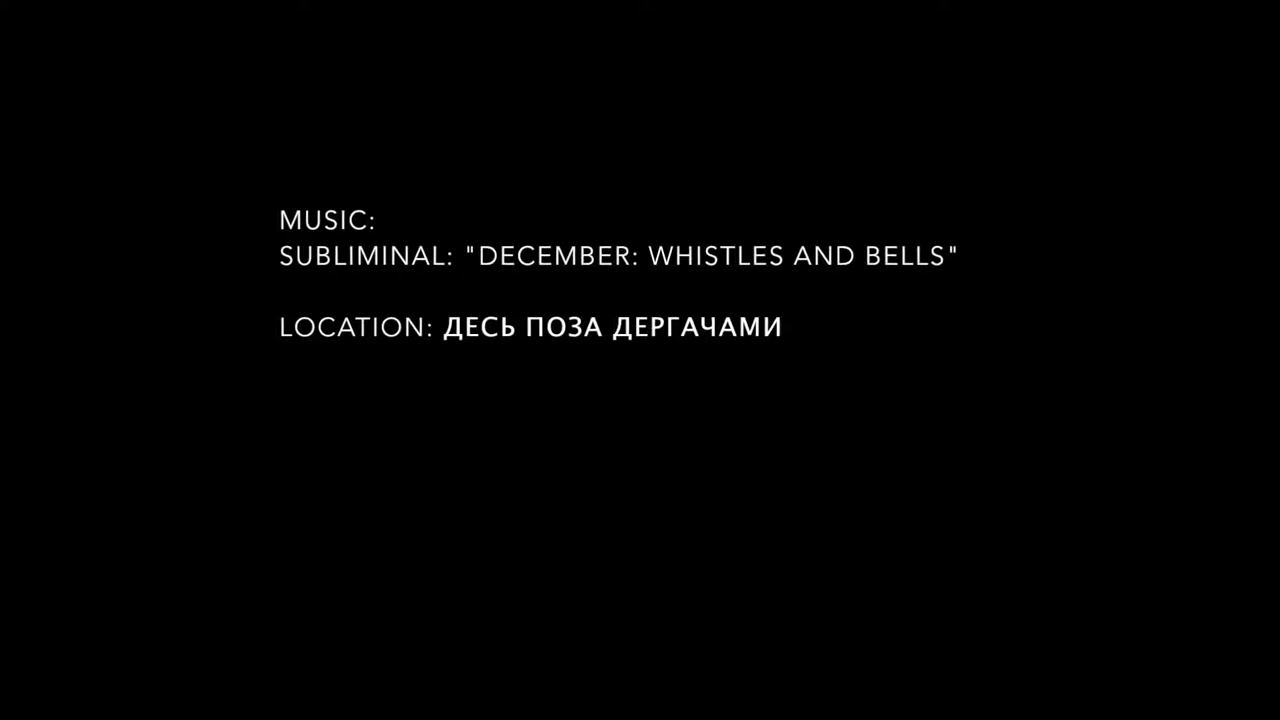 MUSIC:
SUBLIMINAL: "DECEMBER: WHISTLES AND BELLS"
LOCATION: ДЕСЬ ПОЗА ДЕРГАЧАМИ